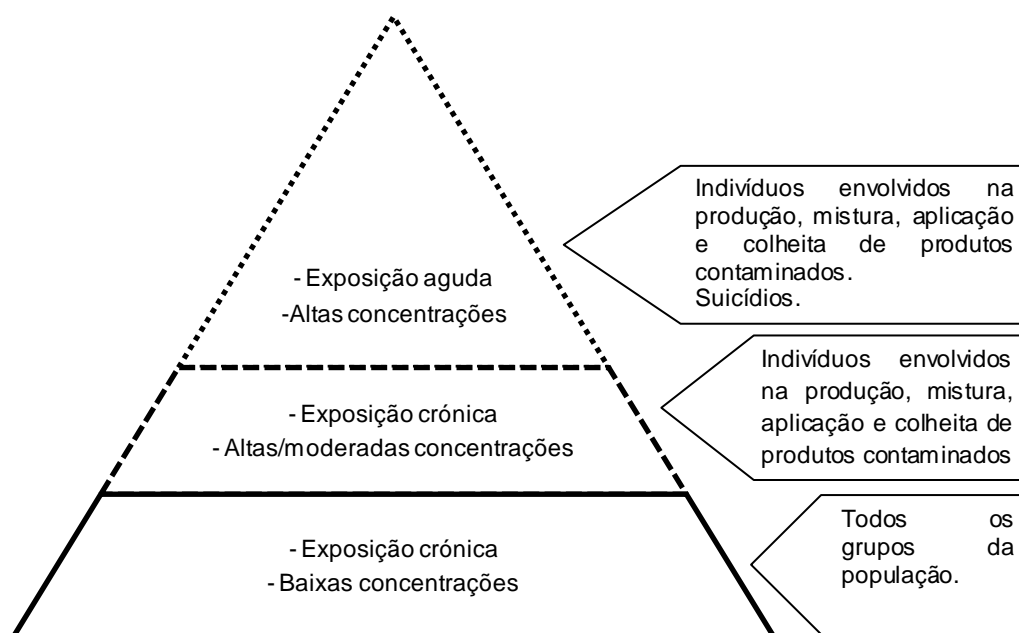 Indivíduos envolvidos na
produção, mistura, aplicação
e colheita de produtos
contaminados.
Suicídios.
- Exposição aguda
-Altas concentrações
Indivíduos envolvidos
na produção, mistura,
aplicação e colheita de
produtos contaminados
- Exposição crónica
- Altas/moderadas concentrações
Todos os
grupos da
população.
- Exposição crónica
- Baixas concentrações